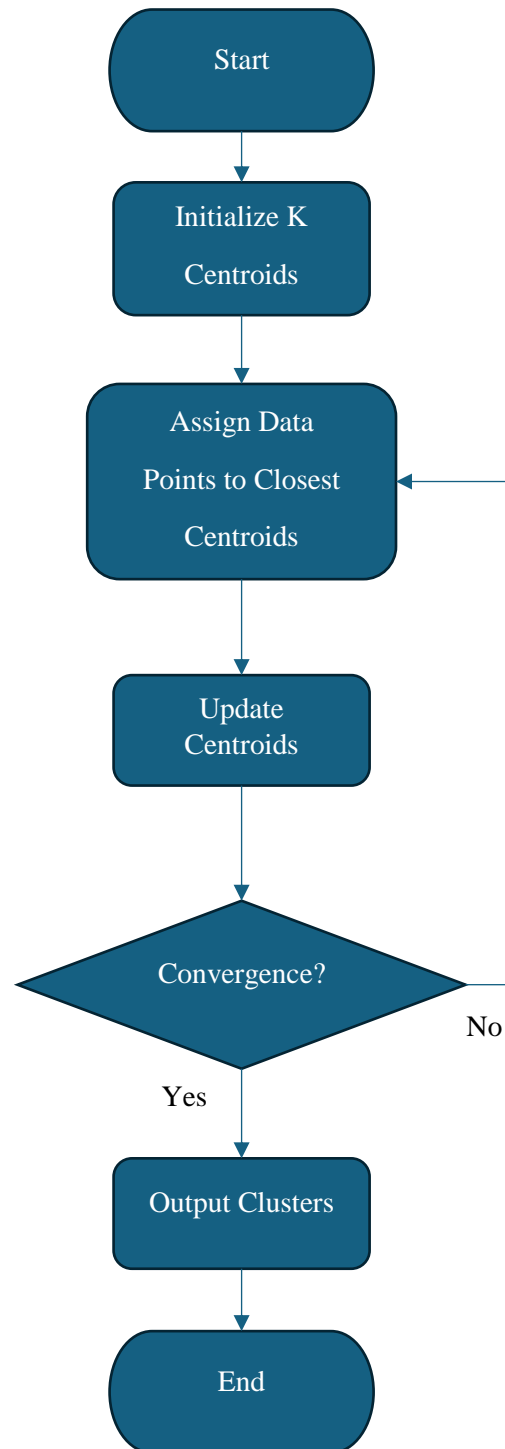 Start
Initialize K
Centroids
Assign Data
Points to Closest
Centroids
Update
Centroids
Convergence?
No
Yes
Output Clusters
End